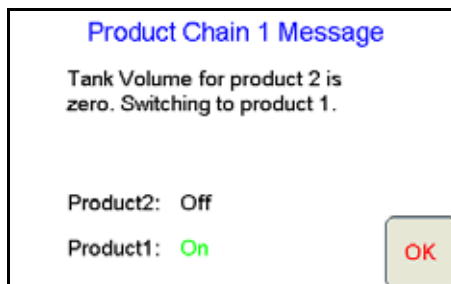 Product Chain 1 Message
Tank Volume for product 2 is
zero. Switching to product 1.
Product2: Off
Product1: On
OK